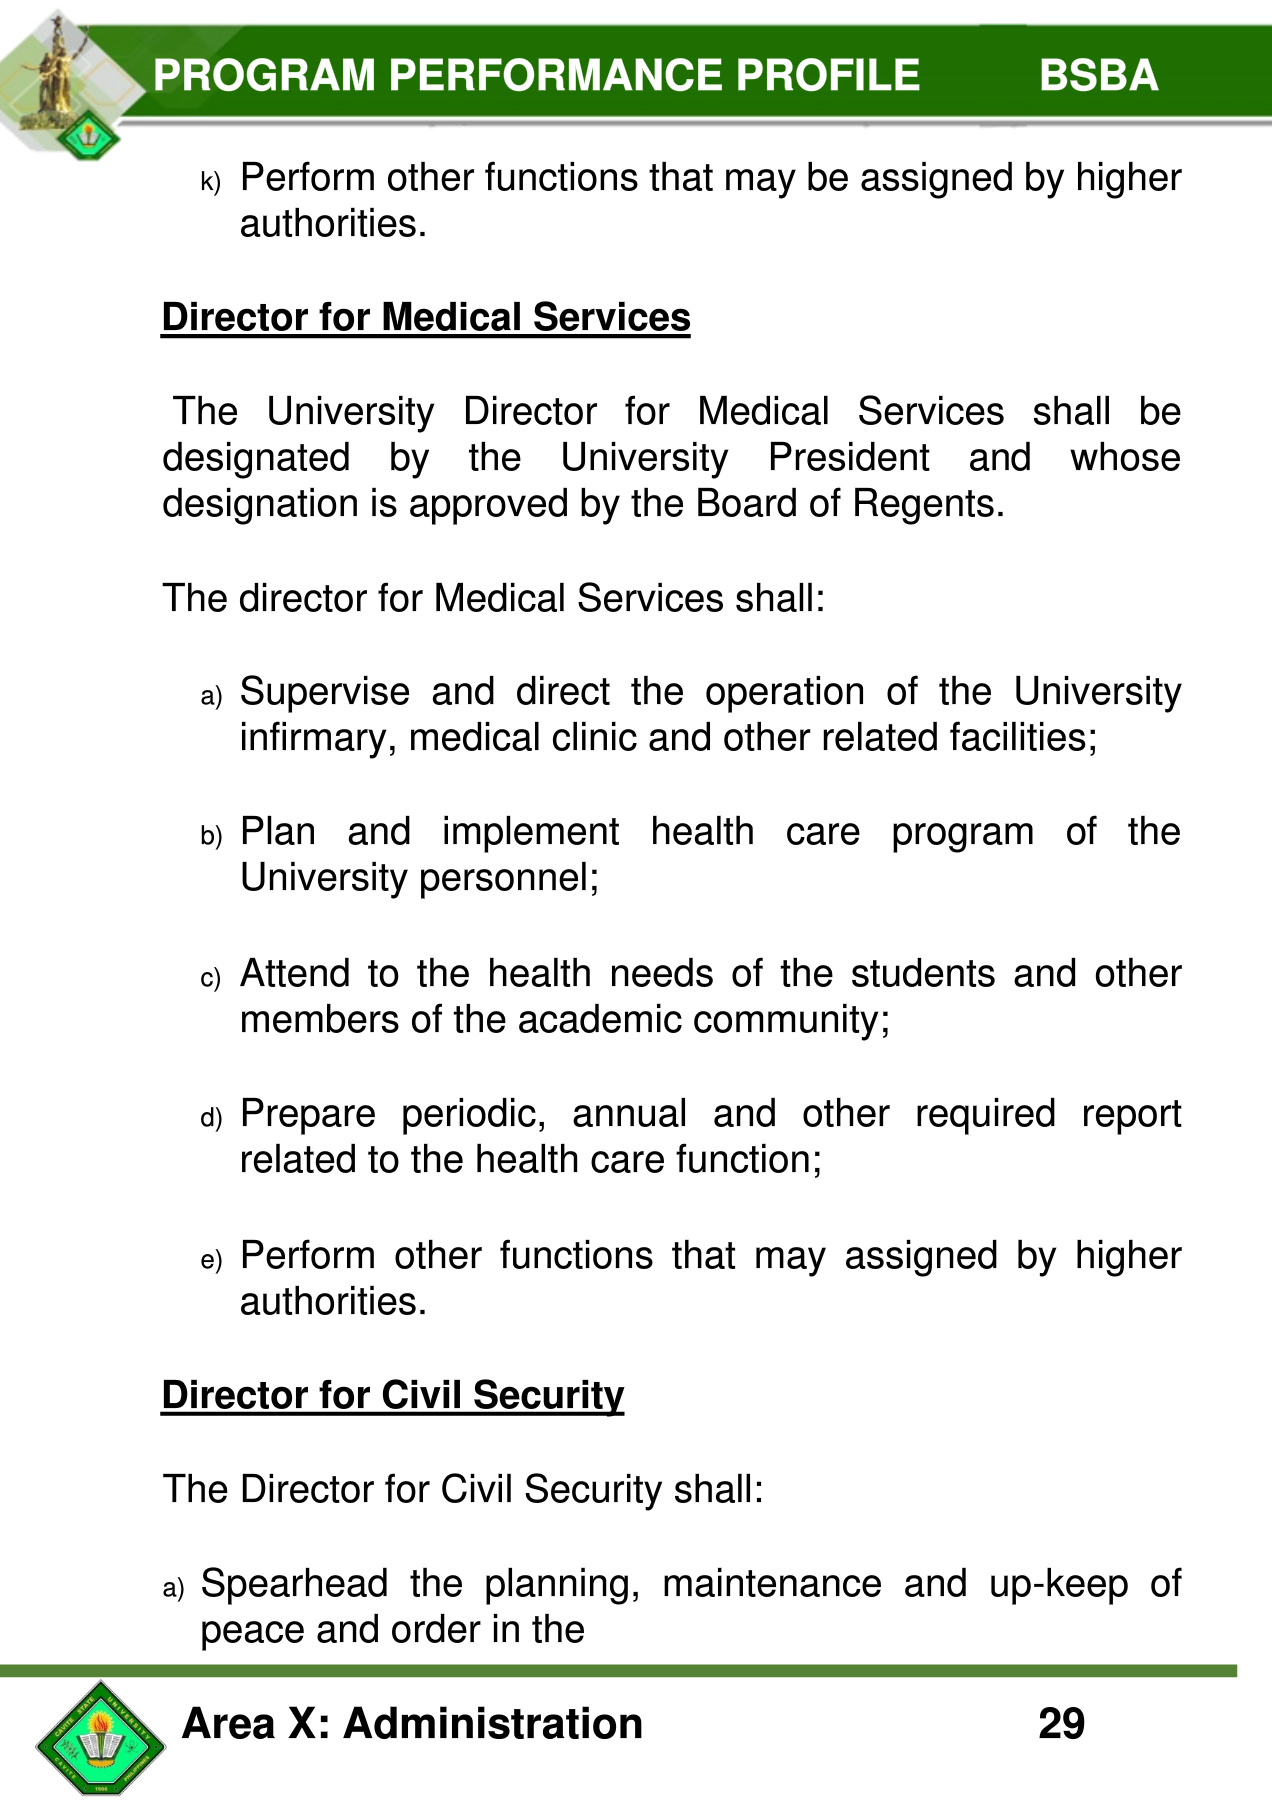 PROGRAM PERFORMANCE PROFILE BSBA
k) Perform other functions that may be assigned by higher
authorities.
Director for Medical Services
The University Director for Medical Services shall be
designated by the University President and whose
designation is approved by the Board of Regents.
The director for Medical Services shall:
a) Supervise and direct the operation of the University
infirmary, medical clinic and other related facilities;
b) Plan and implement health care program of the
University personnel;
c) Attend to the health needs of the students and other
members of the academic community;
d) Prepare periodic, annual and other required report
related to the health care function;
e) Perform other functions that may assigned by higher
authorities.
Director for Civil Security
The Director for Civil Security shall:
a) Spearhead the planning, maintenance and up-keep of
peace and order in the
CAVITE STATE UNIVERSITY
CAVITE PHILIPPINES
1906
Area X: Administration 29